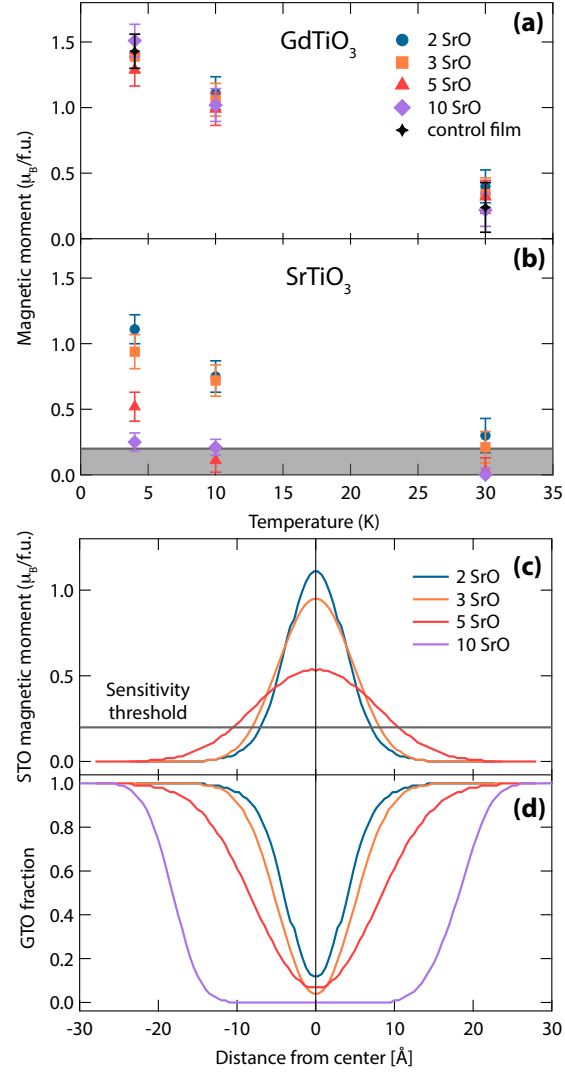 (a)
GdTiO₃
2 SrO
3 SrO
5 SrO
10 SrO
control film
1.5
1.0
0.5
0.0
Magnetic moment (μB/f.u.)
(b)
SrTiO₃
1.5
1.0
0.5
0.0
0 5 10 15 20 25 30 35
Temperature (K)
(c)
2 SrO
3 SrO
5 SrO
10 SrO
Sensitivity
threshold
1.0
0.5
0.0
STO magnetic moment (μB/f.u.)
(d)
1.0
0.8
0.6
0.4
0.2
0.0
GTO fraction
-30 -20 -10 0 10 20 30
Distance from center [Å]